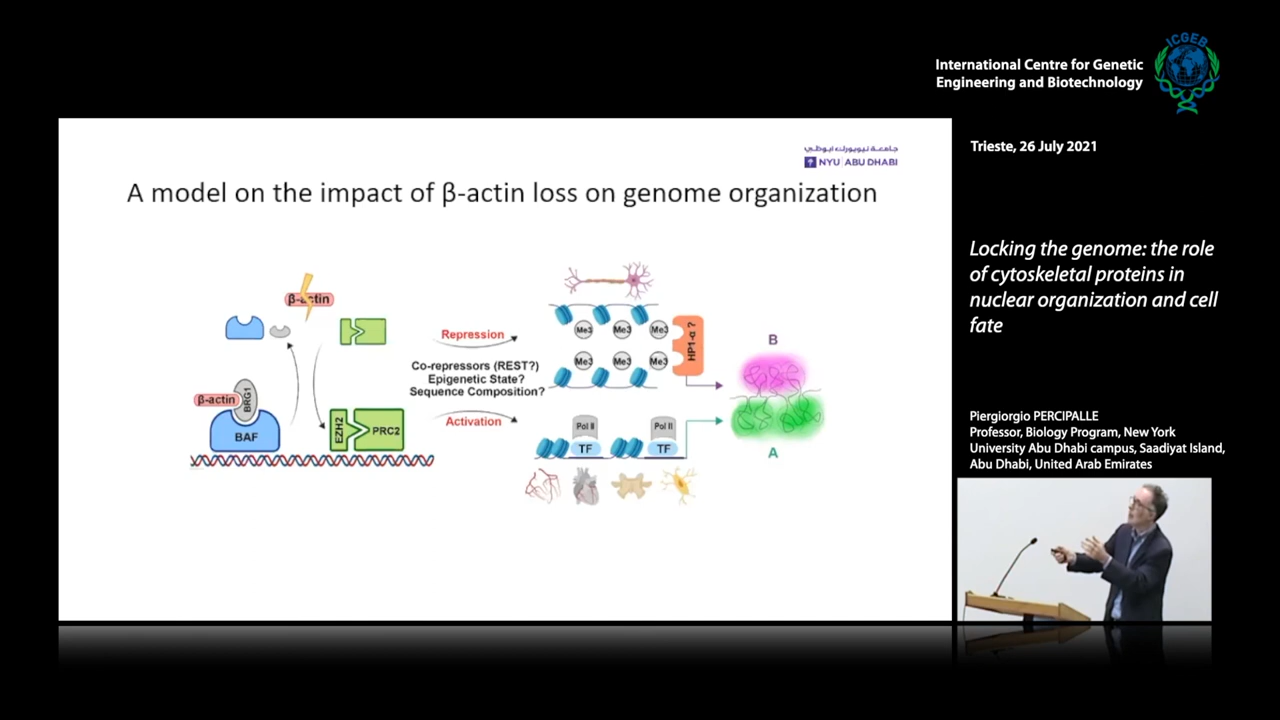 ICGEB
International Centre for Genetic
Engineering and Biotechnology
Trieste, 26 July 2021
جامعة نيويورك أبوظبي
NYU ABU DHABI
A model on the impact of β-actin loss on genome organization
β-actin
β-actin
BRG1
BAF
EZH2
PRC2
Repression
Co-repressors (REST?)
Epigenetic State?
Sequence Composition?
Activation
Me3 Me3 Me3
Me3 Me3 Me3
HP1-α ?
Pol II Pol II
TF TF
B
A
Locking the genome: the role
of cytoskeletal proteins in
nuclear organization and cell
fate
Piergiorgio PERCIPALLE
Professor, Biology Program, New York
University Abu Dhabi campus, Saadiyat Island,
Abu Dhabi, United Arab Emirates